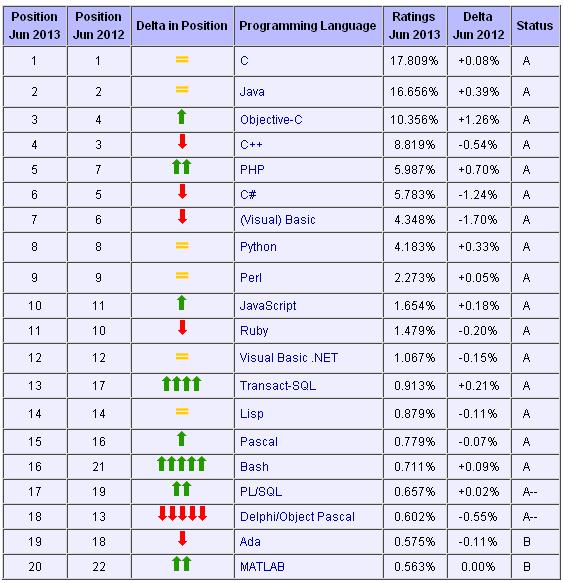 Position Jun 2013 Position Jun 2012 Delta in Position Programming Language Ratings Jun 2013 Delta Jun 2012 Status
1 1 C 17.809% +0.08% A
2 2 Java 16.656% +0.39% A
3 4 Objective-C 10.356% +1.26% A
4 3 C++ 8.819% -0.54% A
5 7 PHP 5.987% +0.70% A
6 5 C# 5.783% -1.24% A
7 6 (Visual) Basic 4.348% -1.70% A
8 8 Python 4.183% +0.33% A
9 9 Perl 2.273% +0.05% A
10 11 JavaScript 1.654% +0.18% A
11 10 Ruby 1.479% -0.20% A
12 12 Visual Basic .NET 1.067% -0.15% A
13 17 Transact-SQL 0.913% +0.21% A
14 14 Lisp 0.879% -0.11% A
15 16 Pascal 0.779% -0.07% A
16 21 Bash 0.711% +0.09% A
17 19 PL/SQL 0.657% +0.02% A--
18 13 Delphi/Object Pascal 0.602% -0.55% A--
19 18 Ada 0.575% -0.11% B
20 22 MATLAB 0.563% 0.00% B